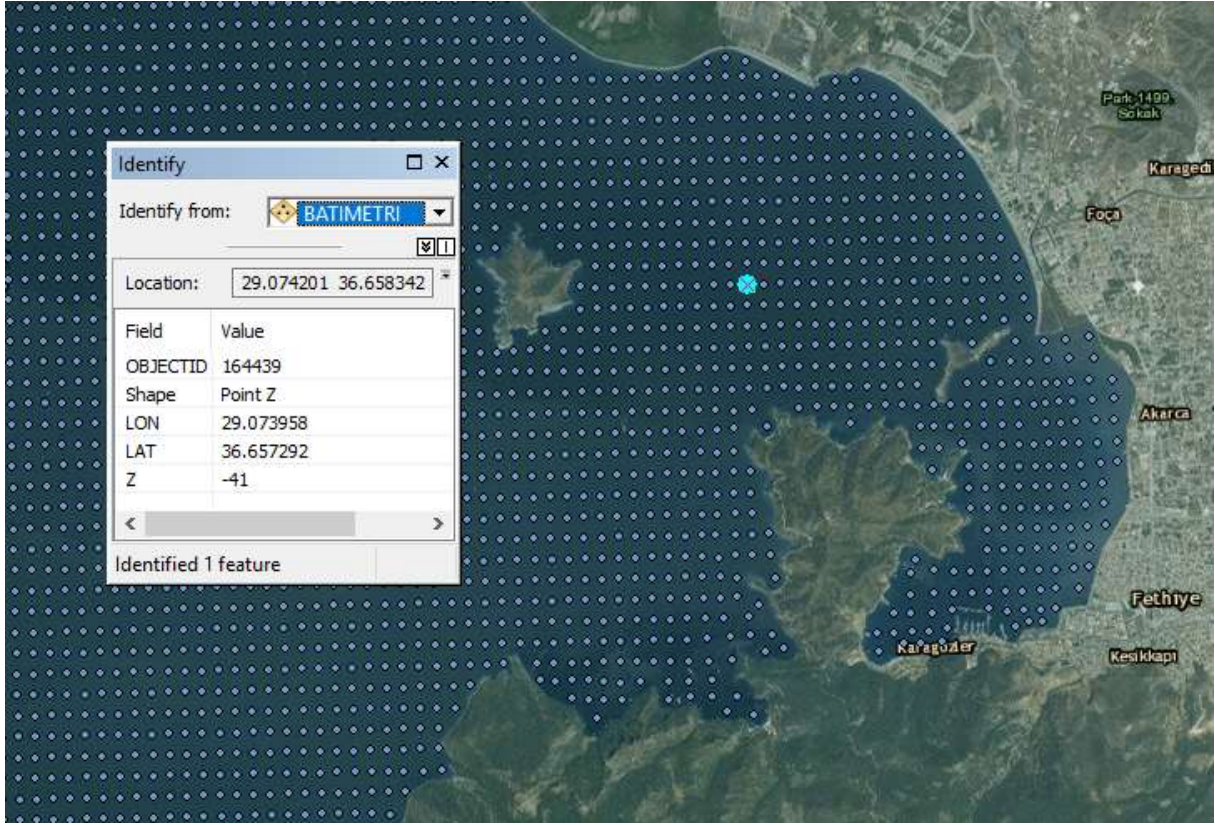 Identify
Identify from: BATIMETRI
Location: 29.074201 36.658342
Field Value
OBJECTID 164439
Shape Point Z
LON 29.073958
LAT 36.657292
Z -41
Identified 1 feature
Park 1499.
Sokak
Karagedi
Foça
Akarca
Fethiye
Karagözler
Kesikkapı